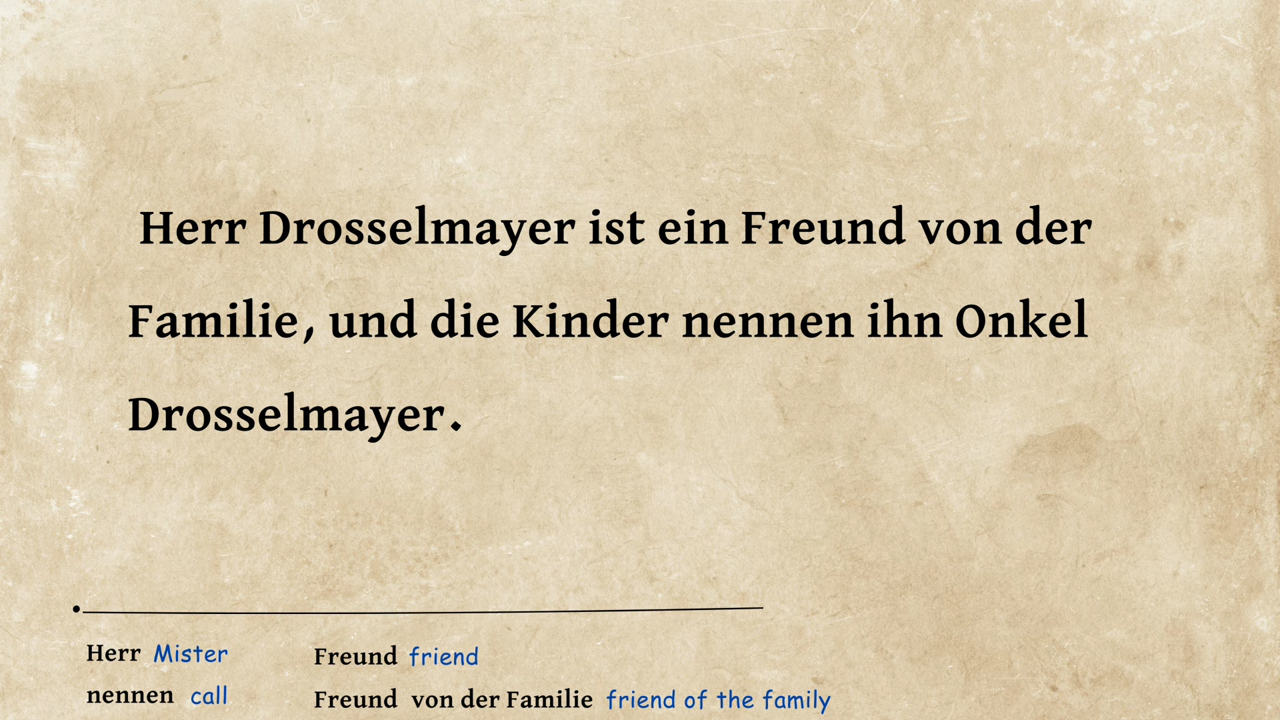 Herr Drosselmayer ist ein Freund von der
Familie, und die Kinder nennen ihn Onkel
Drosselmayer.
Herr Mister
nennen call
Freund friend
Freund von der Familie friend of the family